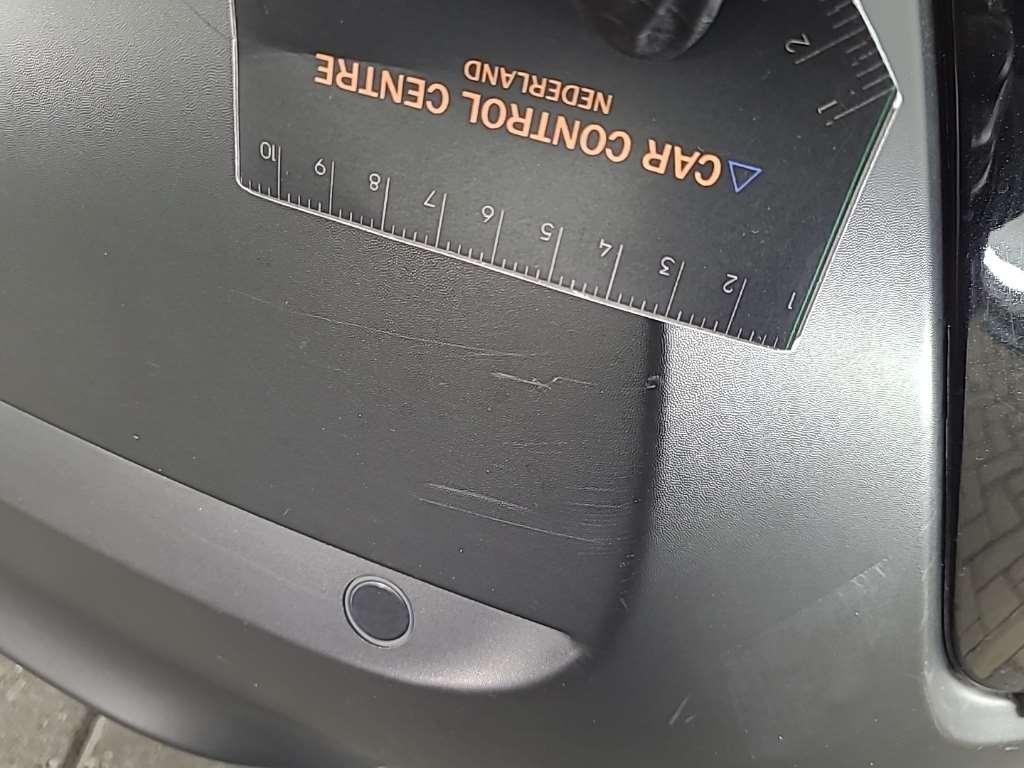 CAR CONTROL CENTRE
NEDERLAND
1 2 3 4 5 6 7 8 9 10
1
2